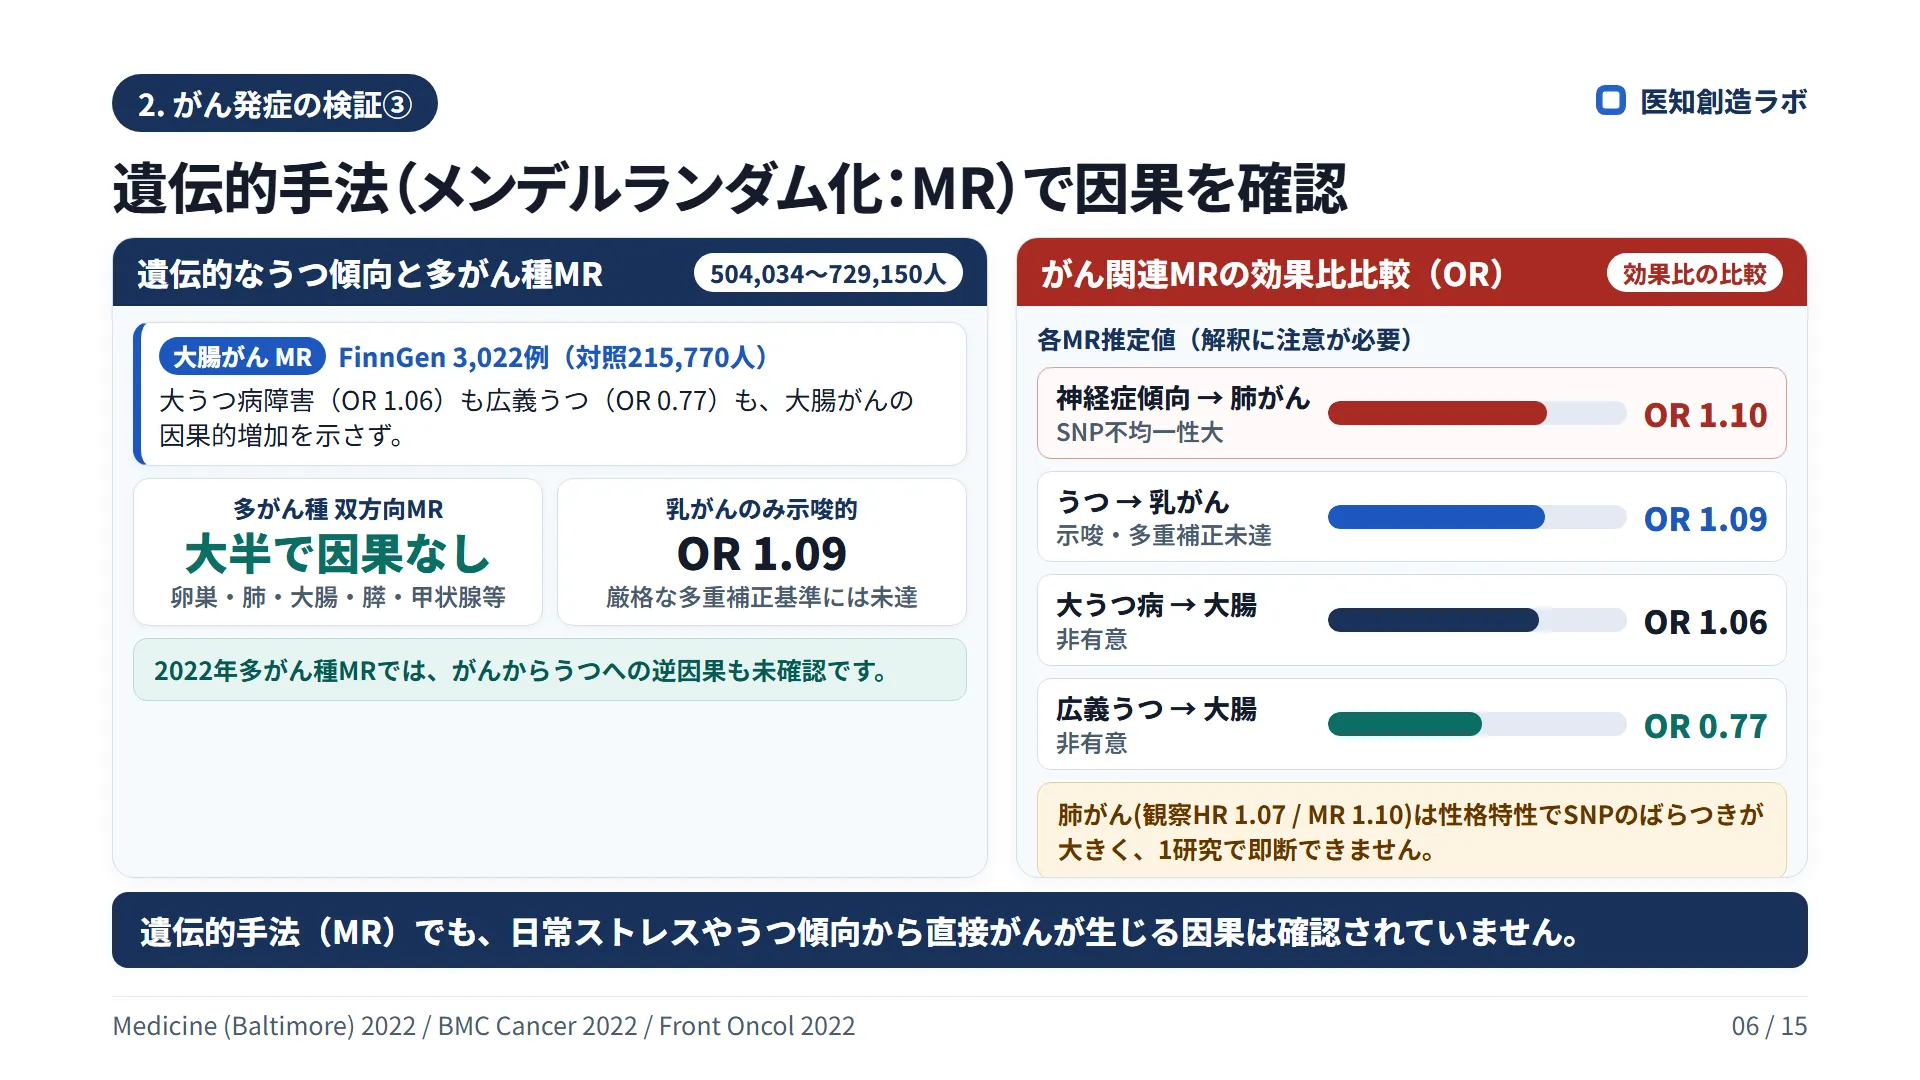 2. がん発症の検証③
医知創造ラボ
遺伝的手法（メンデルランダム化：MR）で因果を確認
遺伝的なうつ傾向と多がん種MR
504,034〜729,150人
大腸がん MR
FinnGen 3,022例（対照215,770人）
大うつ病障害（OR 1.06）も広義うつ（OR 0.77）も、大腸がんの
因果的増加を示さず。
多がん種 双方向MR
大半で因果なし
卵巣・肺・大腸・膵・甲状腺等
乳がんのみ示唆的
OR 1.09
厳格な多重補正基準には未達
2022年多がん種MRでは、がんからうつへの逆因果も未確認です。
がん関連MRの効果比比較（OR）
効果比の比較
各MR推定値（解釈に注意が必要）
神経症傾向 → 肺がん
SNP不均一性大
OR 1.10
うつ → 乳がん
示唆・多重補正未達
OR 1.09
大うつ病 → 大腸
非有意
OR 1.06
広義うつ → 大腸
非有意
OR 0.77
肺がん(観察HR 1.07 / MR 1.10)は性格特性でSNPのばらつきが
大きく、1研究で即断できません。
遺伝的手法（MR）でも、日常ストレスやうつ傾向から直接がんが生じる因果は確認されていません。
Medicine (Baltimore) 2022 / BMC Cancer 2022 / Front Oncol 2022
06 / 15